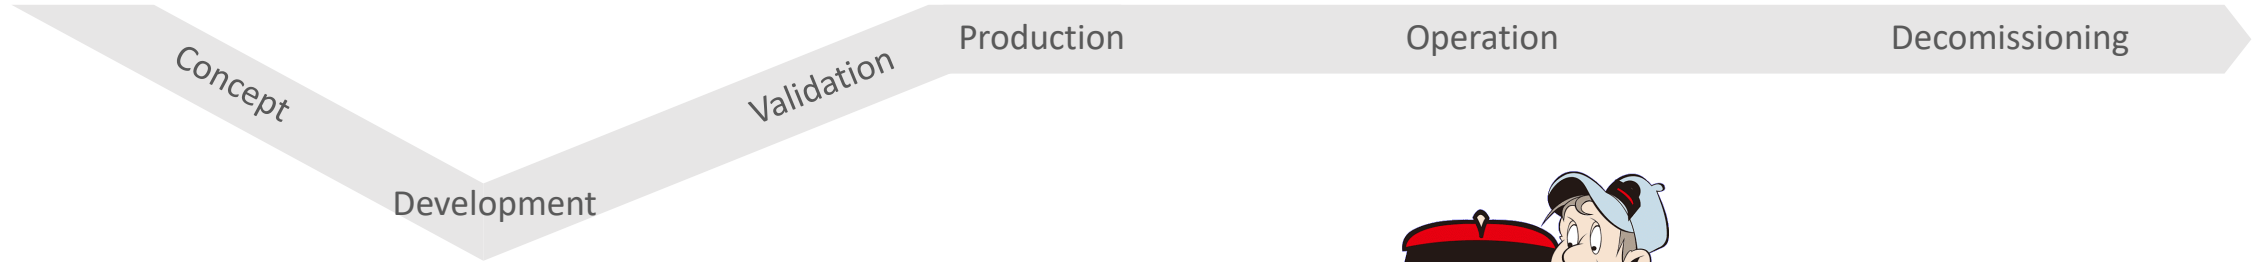 Concept
Development
Validation
Production
Operation
Decomissioning